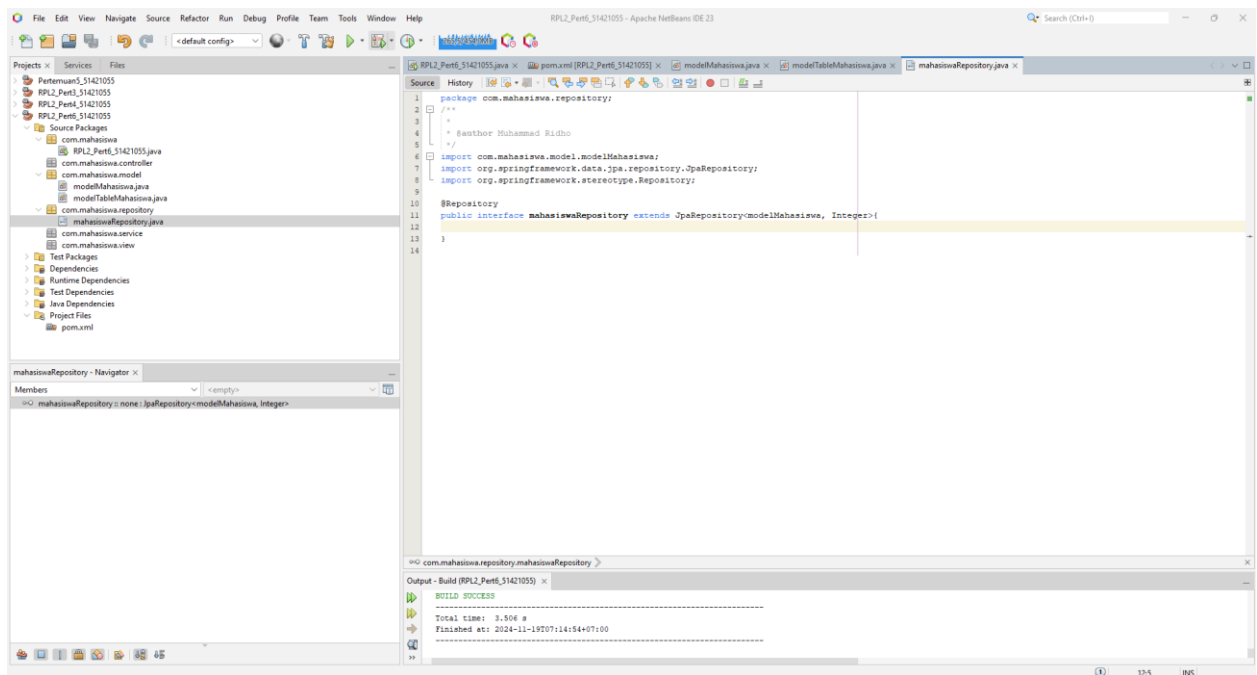 File Edit View Navigate Source Refactor Run Debug Profile Team Tools Window Help
RPL2_Pert6_51421055 - Apache NetBeans IDE 23
Search (Ctrl+I)
<default config>
Projects
Services
Files
Pertemuan5_51421055
RPL2_Pert3_51421055
RPL2_Pert4_51421055
RPL2_Pert6_51421055
Source Packages
com.mahasiswa
RPL2_Pert6_51421055.java
com.mahasiswa.controller
com.mahasiswa.model
modelMahasiswa.java
modelTableMahasiswa.java
com.mahasiswa.repository
mahasiswaRepository.java
com.mahasiswa.service
com.mahasiswa.view
Test Packages
Dependencies
Runtime Dependencies
Test Dependencies
Java Dependencies
Project Files
pom.xml
mahasiswaRepository - Navigator
Members
<empty>
mahasiswaRepository :: none : JpaRepository<modelMahasiswa, Integer>
RPL2_Pert6_51421055.java
pom.xml [RPL2_Pert6_51421055]
modelMahasiswa.java
modelTableMahasiswa.java
mahasiswaRepository.java
Source History
1 package com.mahasiswa.repository;
2 /**
3 *
4 * @author Muhammad Ridho
5 */
6 import com.mahasiswa.model.modelMahasiswa;
7 import org.springframework.data.jpa.repository.JpaRepository;
8 import org.springframework.stereotype.Repository;
9
10 @Repository
11 public interface mahasiswaRepository extends JpaRepository<modelMahasiswa, Integer>{
12
13 }
14
com.mahasiswa.repository.mahasiswaRepository
Output - Build (RPL2_Pert6_51421055)
BUILD SUCCESS
------------------------------------------------------------------------
Total time: 3.506 s
Finished at: 2024-11-19T07:14:54+07:00
------------------------------------------------------------------------
12:5
INS